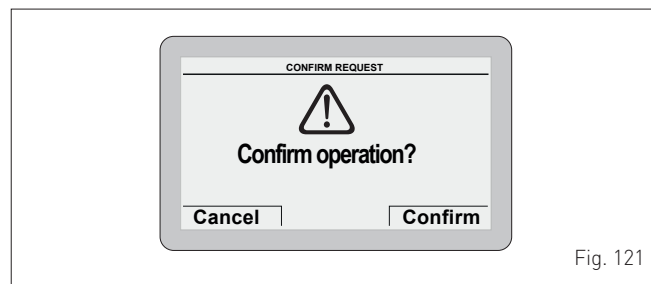 CONFIRM REQUEST
Confirm operation?
Cancel Confirm
Fig. 121